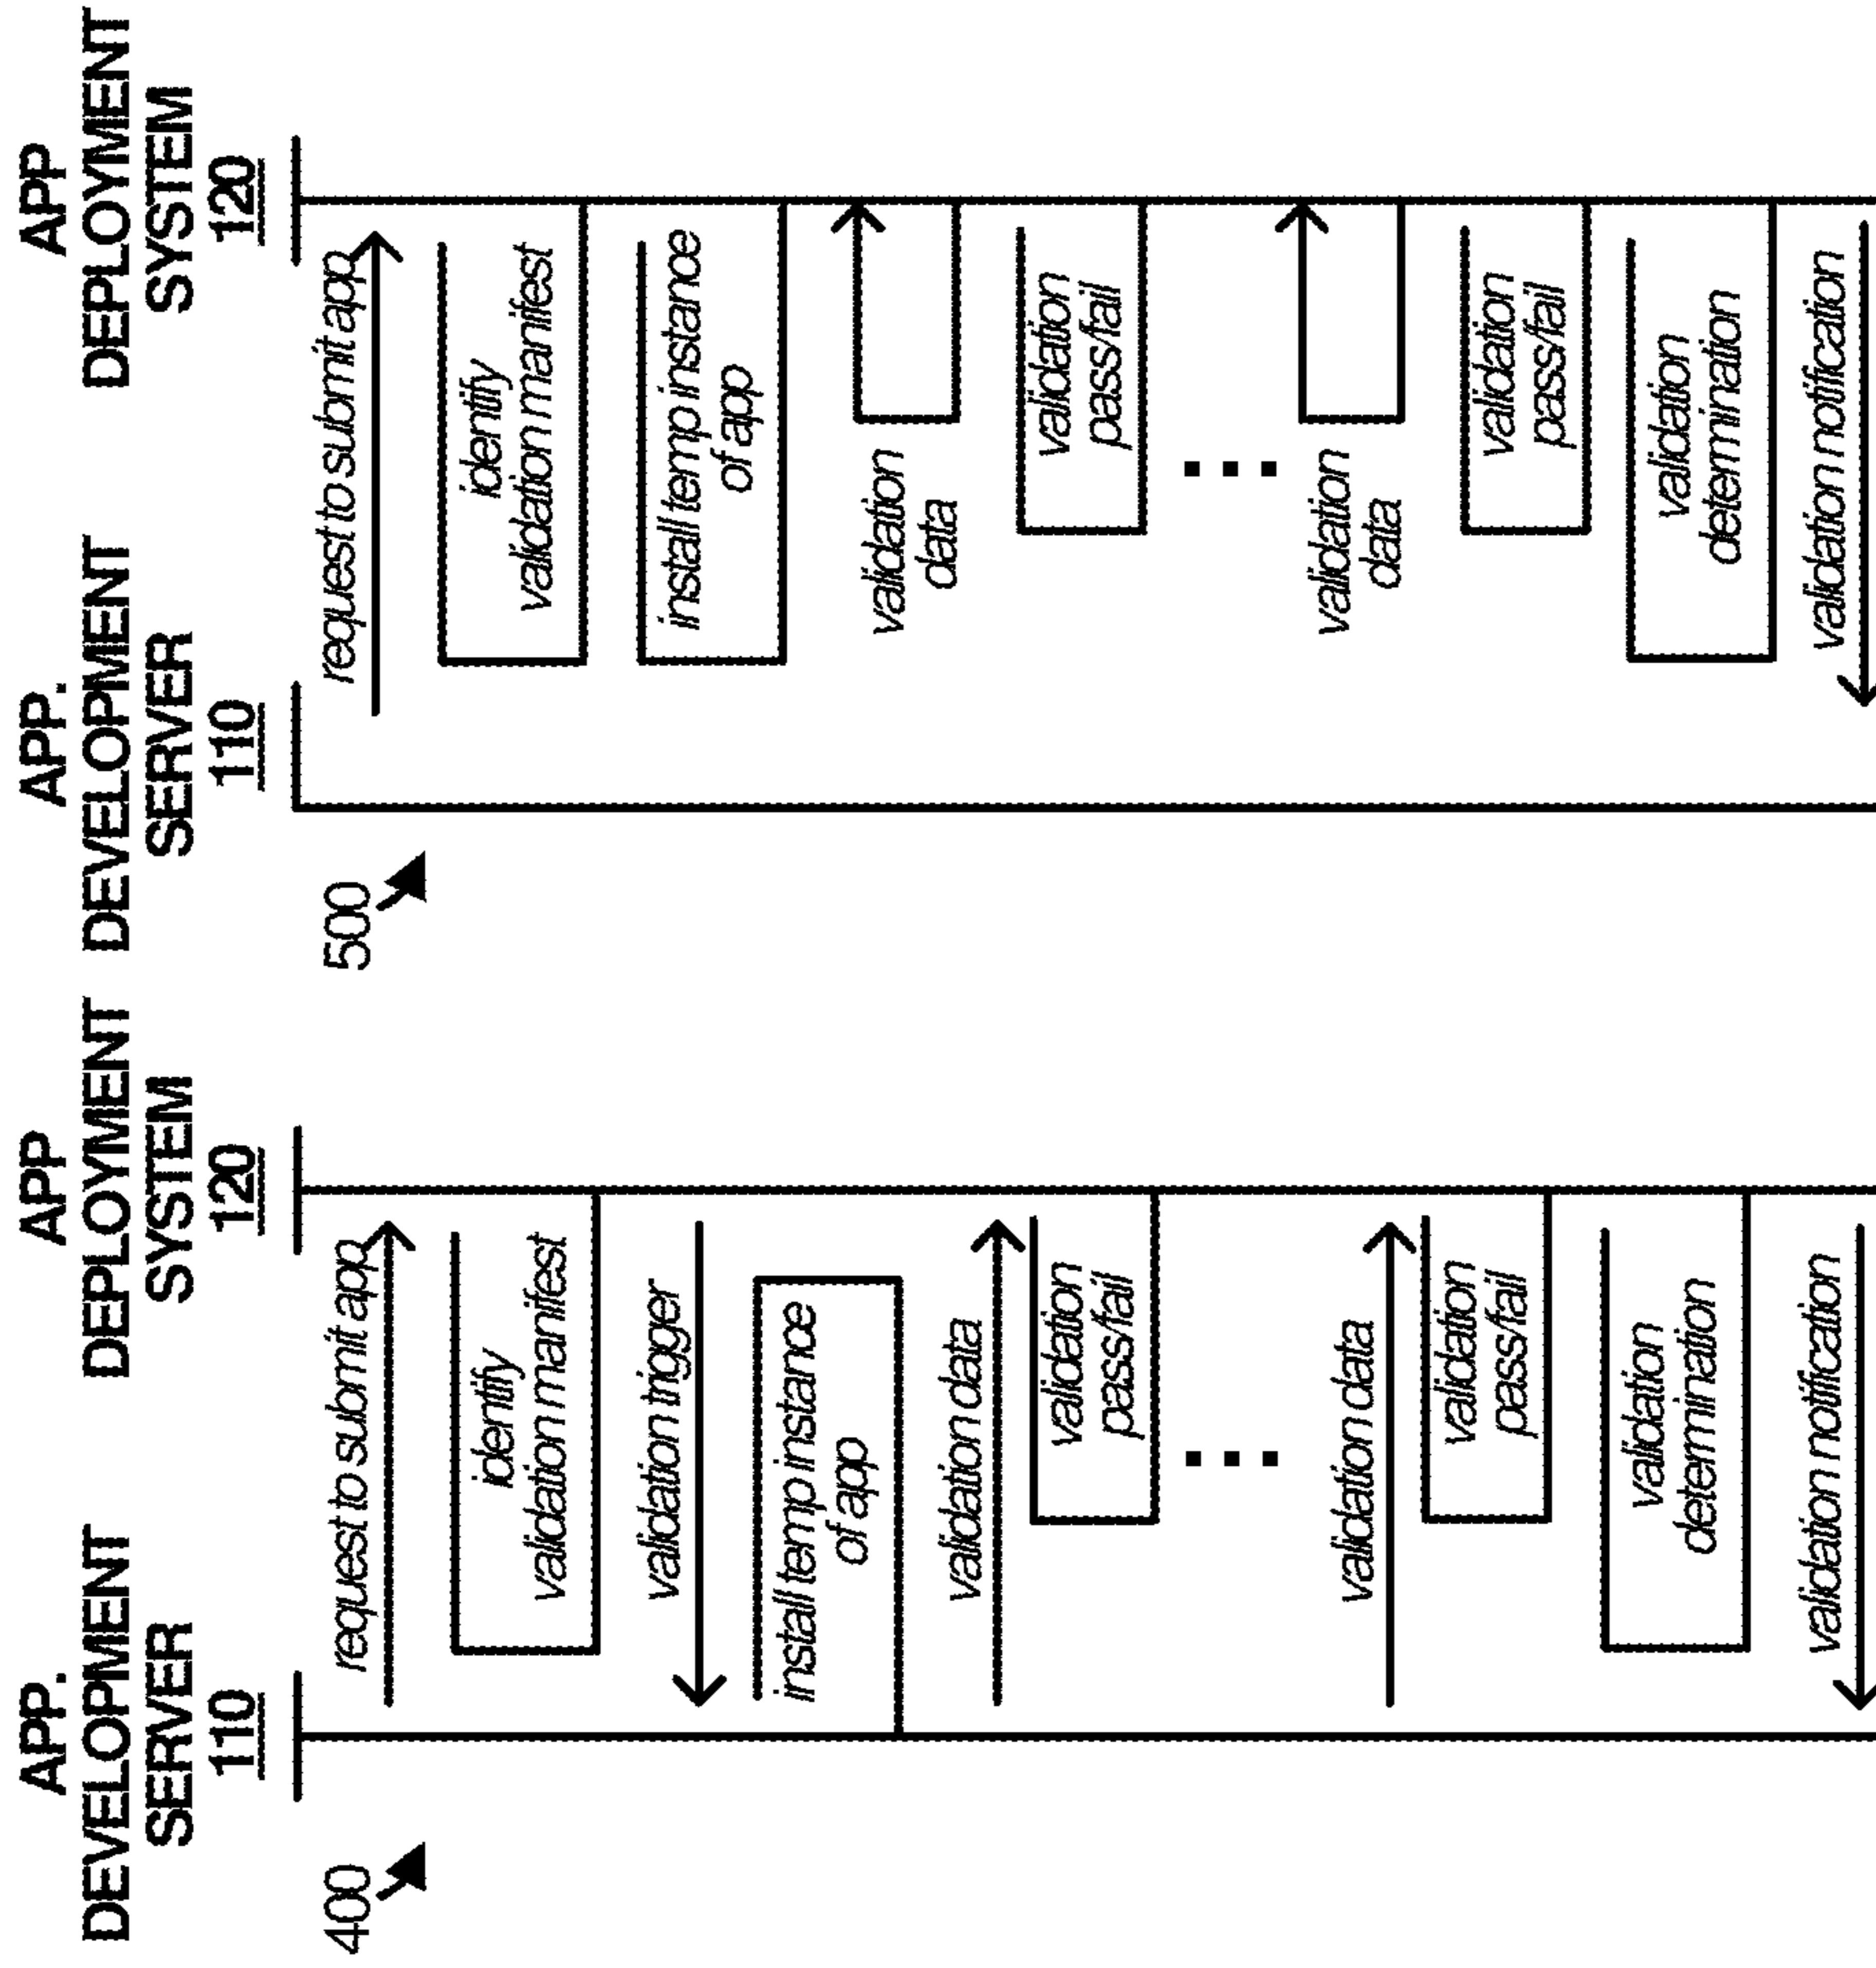 APP.
DEVELOPMENT
SERVER
110
APP
DEPLOYMENT
SYSTEM
120
400
request to submit app
identify
validation manifest
validation trigger
install temp instance
of app
validation data
validation
pass/fail
...
validation data
validation
pass/fail
validation
determination
validation notification
APP.
DEVELOPMENT
SERVER
110
APP
DEPLOYMENT
SYSTEM
120
500
request to submit app
identify
validation manifest
install temp instance
of app
validation
data
validation
pass/fail
...
validation
data
validation
pass/fail
validation
determination
validation notification